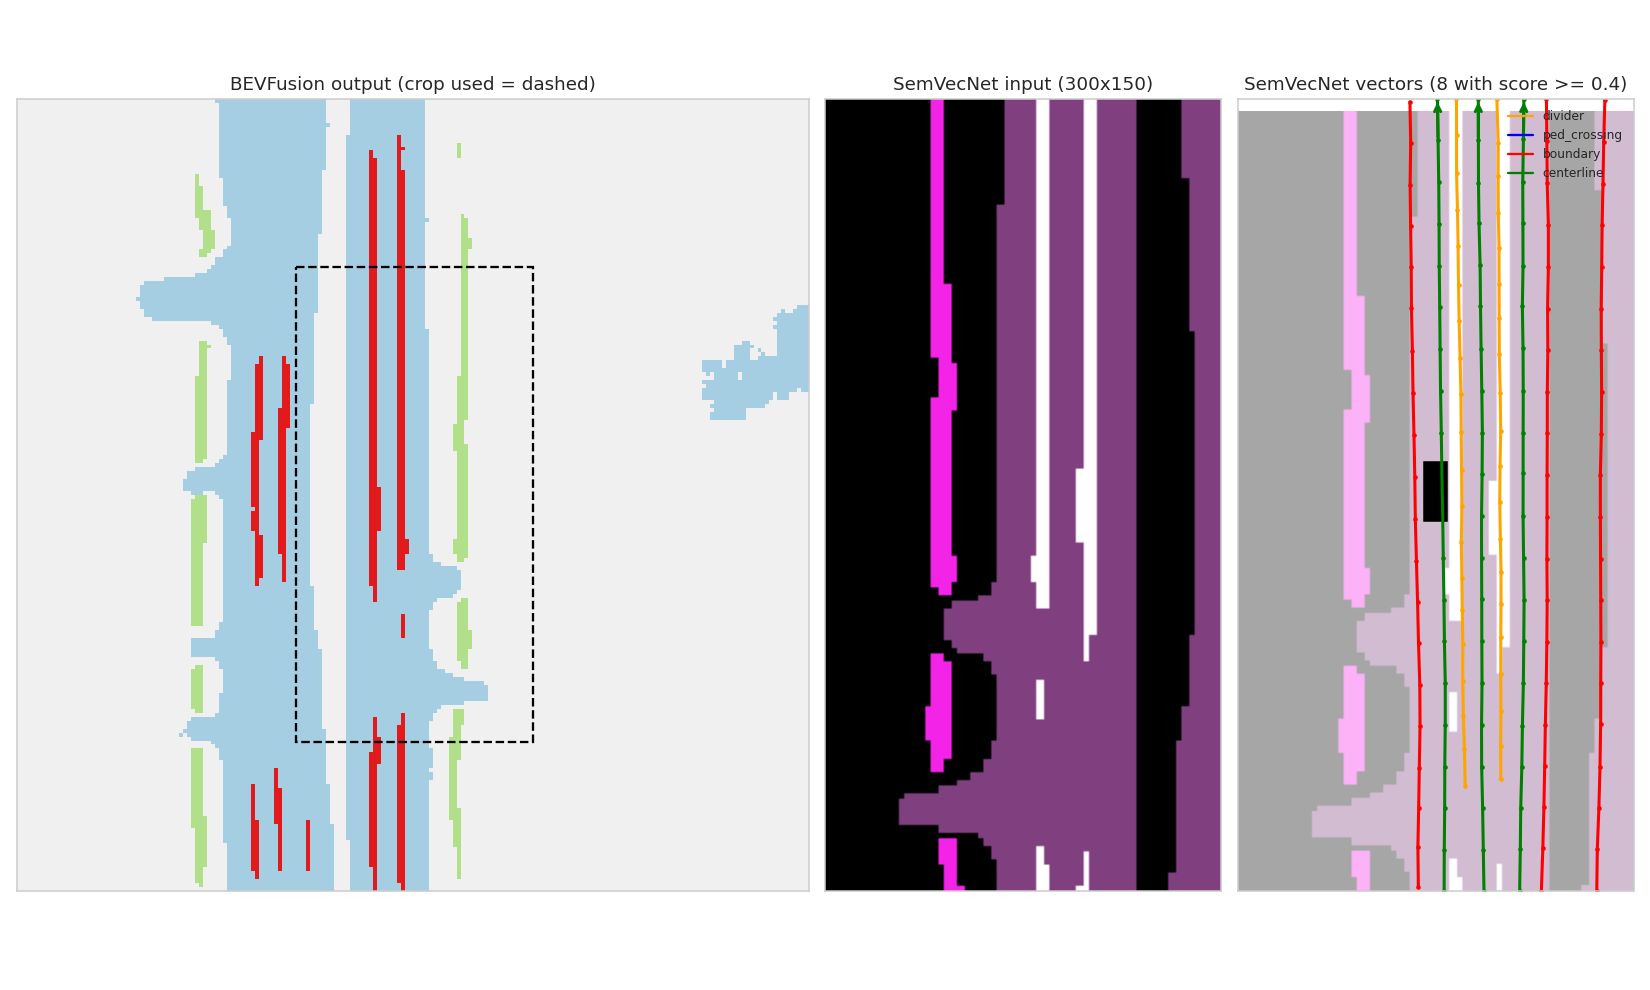 BEVFusion output (crop used = dashed)
SemVecNet input (300x150)
SemVecNet vectors (8 with score >= 0.4)
divider
ped_crossing
boundary
centerline